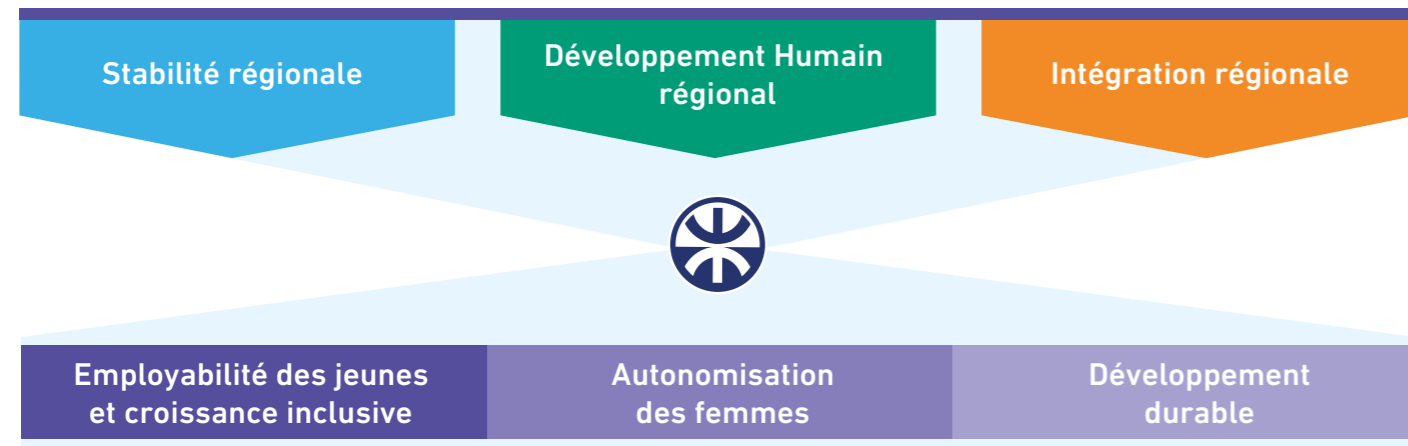 Stabilité régionale
Développement Humain
régional
Intégration régionale
Employabilité des jeunes
et croissance inclusive
Autonomisation
des femmes
Développement
durable